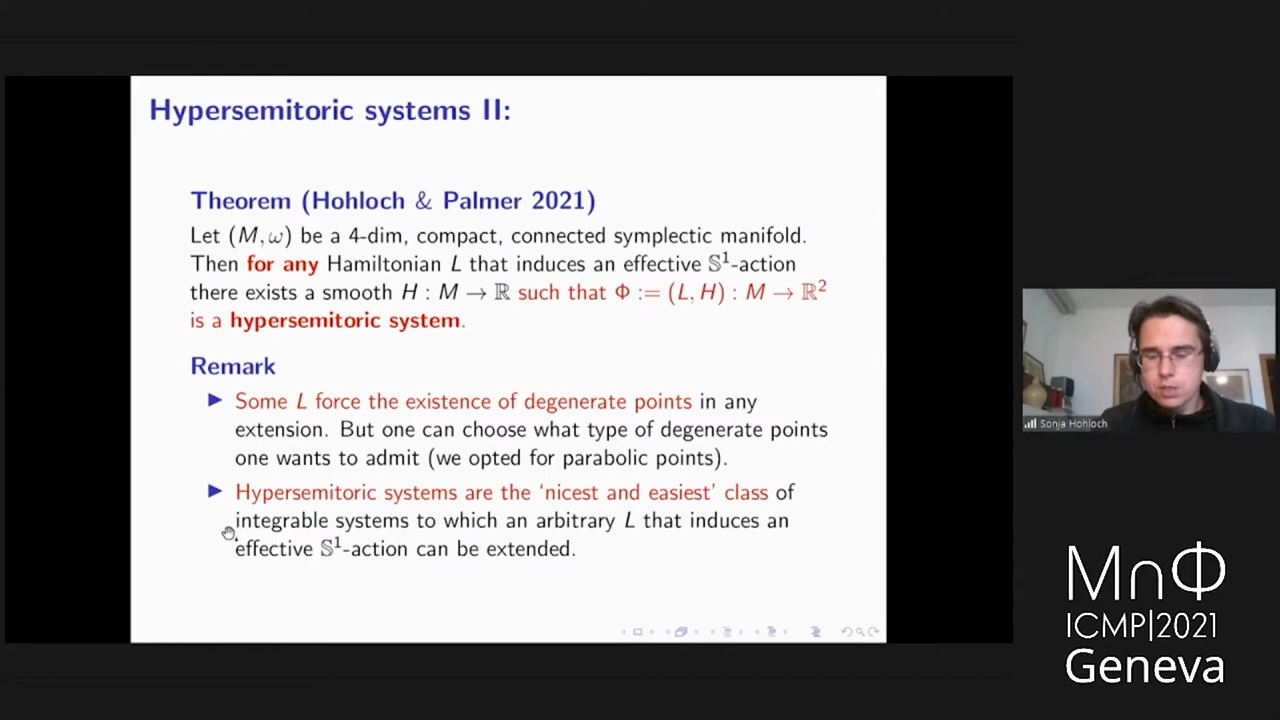 Hypersemitoric systems II:
Theorem (Hohloch & Palmer 2021)
Let (M, ω) be a 4-dim, compact, connected symplectic manifold.
Then for any Hamiltonian L that induces an effective 𝕊¹-action
there exists a smooth H : M → ℝ such that Φ := (L, H) : M → ℝ²
is a hypersemitoric system.
Remark
▶ Some L force the existence of degenerate points in any
extension. But one can choose what type of degenerate points
one wants to admit (we opted for parabolic points).
▶ Hypersemitoric systems are the ‘nicest and easiest’ class of
integrable systems to which an arbitrary L that induces an
effective 𝕊¹-action can be extended.
Sonja Hohloch
M∩Φ
ICMP|2021
Geneva